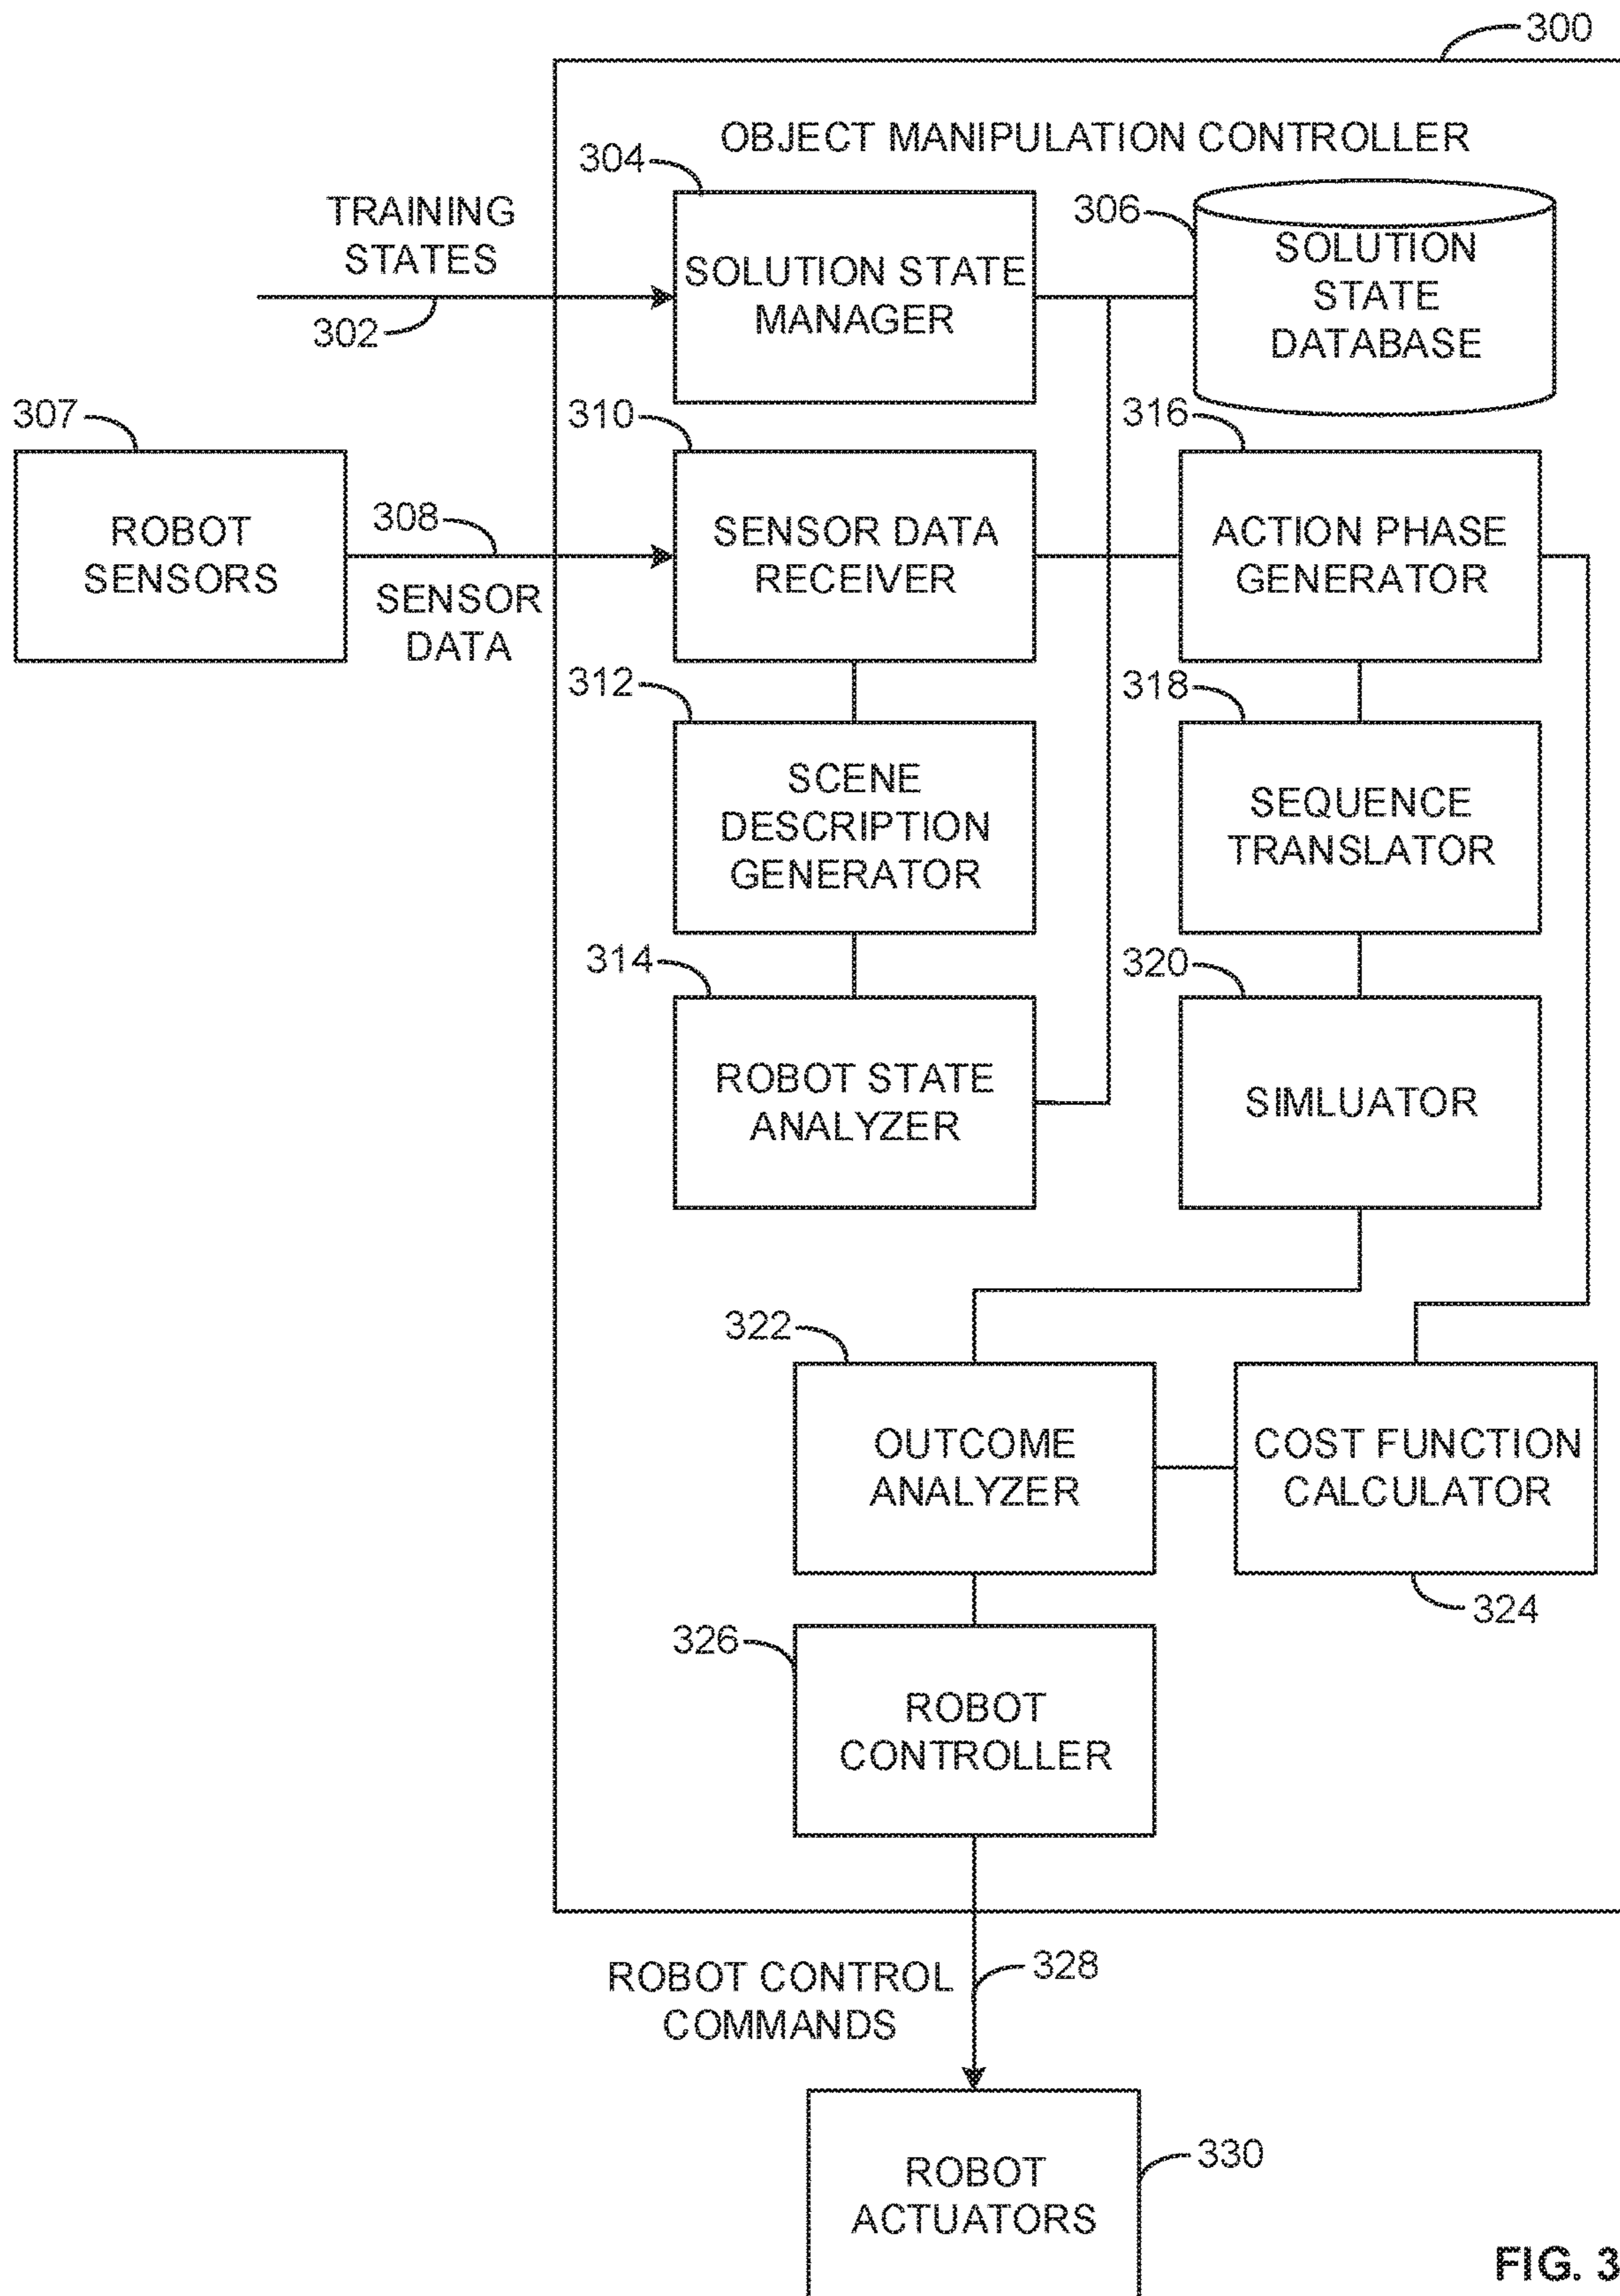 300
OBJECT MANIPULATION CONTROLLER
304
306
TRAINING
STATES
302
SOLUTION STATE
MANAGER
SOLUTION
STATE
DATABASE
307
310
316
ROBOT
SENSORS
308
SENSOR
DATA
SENSOR DATA
RECEIVER
ACTION PHASE
GENERATOR
312
318
SCENE
DESCRIPTION
GENERATOR
SEQUENCE
TRANSLATOR
314
320
ROBOT STATE
ANALYZER
SIMLUATOR
322
OUTCOME
ANALYZER
COST FUNCTION
CALCULATOR
324
326
ROBOT
CONTROLLER
ROBOT CONTROL
COMMANDS
328
ROBOT
ACTUATORS
330
FIG. 3